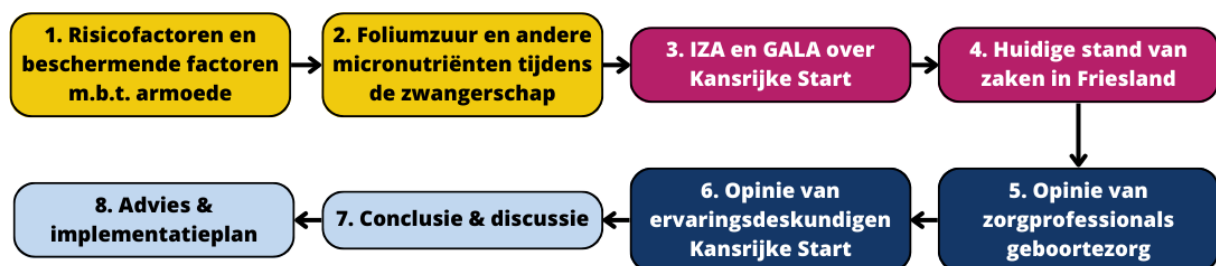 1. Risicofactoren en
beschermende factoren
m.b.t. armoede
2. Foliumzuur en andere
micronutriënten tijdens
de zwangerschap
3. IZA en GALA over
Kansrijke Start
4. Huidige stand van
zaken in Friesland
5. Opinie van
zorgprofessionals
geboortezorg
6. Opinie van
ervaringsdeskundigen
Kansrijke Start
7. Conclusie & discussie
8. Advies &
implementatieplan